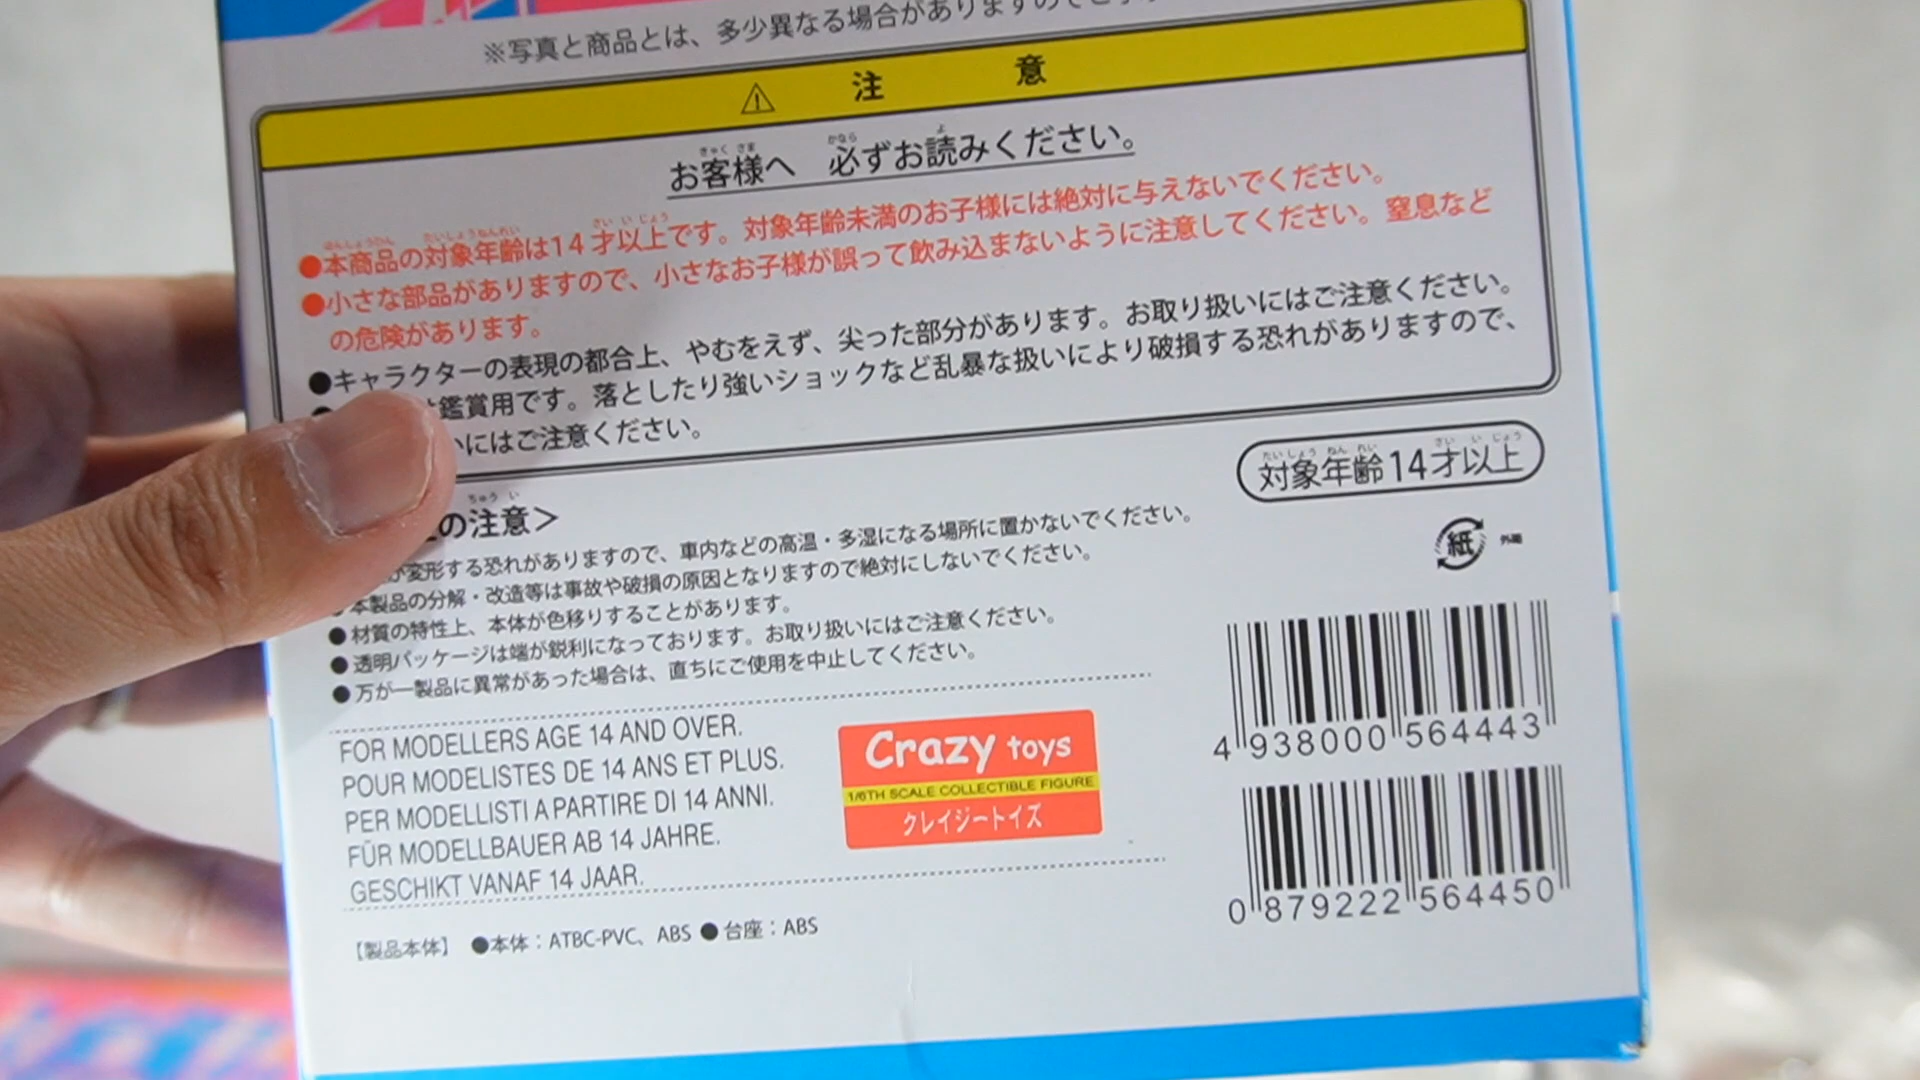 ※写真と商品とは、多少異なる場合がありますので
⚠ 注 意
お客様へ 必ずお読みください。
●本商品の対象年齢は14才以上です。対象年齢未満のお子様には絶対に与えないでください。
●小さな部品がありますので、小さなお子様が誤って飲み込まないように注意してください。窒息など
の危険があります。
●キャラクターの表現の都合上、やむをえず、尖った部分があります。お取り扱いにはご注意ください。
鑑賞用です。落としたり強いショックなど乱暴な扱いにより破損する恐れがありますので、
いにはご注意ください。
対象年齢14才以上
の注意＞
変形する恐れがありますので、車内などの高温・多湿になる場所に置かないでください。
本製品の分解・改造等は事故や破損の原因となりますので絶対にしないでください。
●材質の特性上、本体が色移りすることがあります。
●透明パッケージは端が鋭利になっております。お取り扱いにはご注意ください。
●万が一製品に異常があった場合は、直ちにご使用を中止してください。
紙 外箱
FOR MODELLERS AGE 14 AND OVER.
POUR MODELISTES DE 14 ANS ET PLUS.
PER MODELLISTI A PARTIRE DI 14 ANNI.
FÜR MODELLBAUER AB 14 JAHRE.
GESCHIKT VANAF 14 JAAR.
Crazy toys
1/6TH SCALE COLLECTIBLE FIGURE
クレイジートイズ
4 938000 564443
0 879222 564450
【製品本体】 ●本体：ATBC-PVC、ABS ●台座：ABS